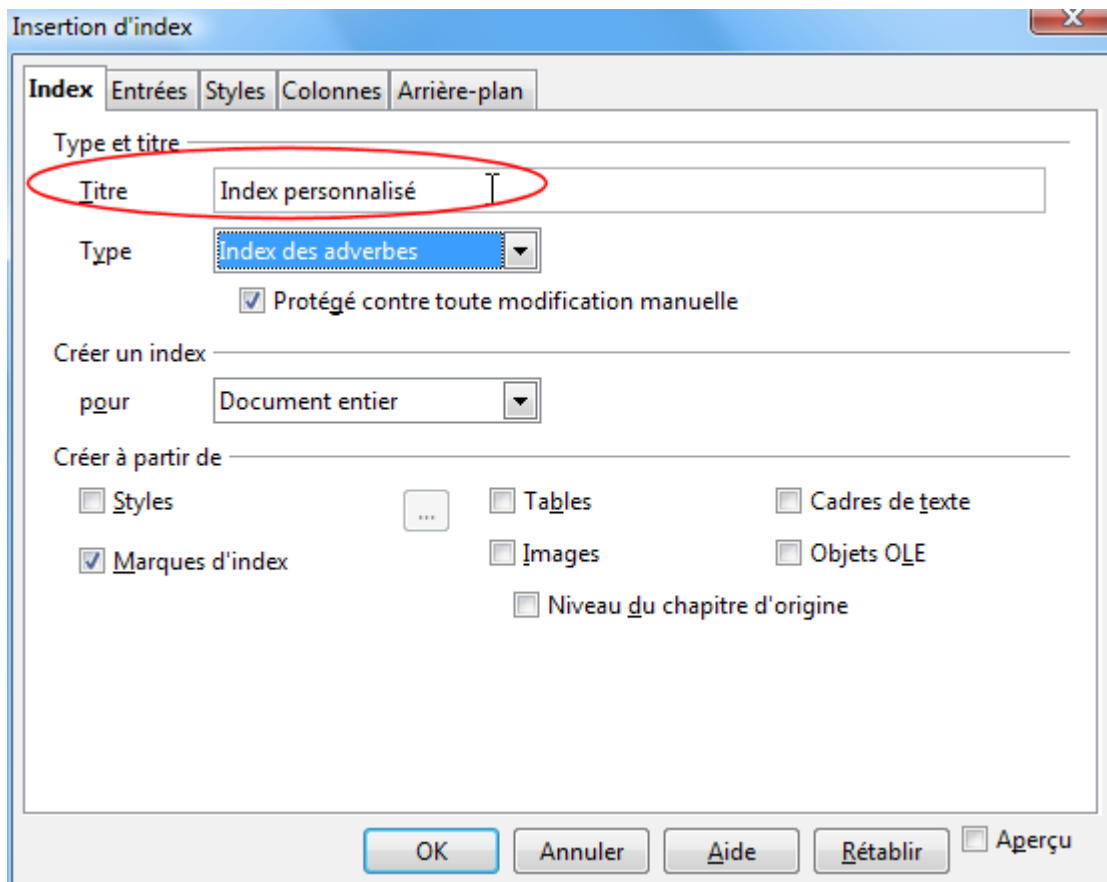 Insertion d'index
Index Entrées Styles Colonnes Arrière-plan
Type et titre
Titre Index personnalisé
Type Index des adverbes
Protégé contre toute modification manuelle
Créer un index
pour Document entier
Créer à partir de
Styles ... Tables Cadres de texte
Marques d'index Images Objets OLE
Niveau du chapitre d'origine
OK Annuler Aide Rétablir Aperçu